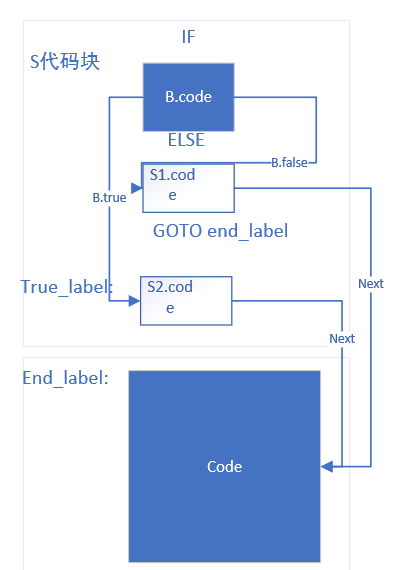 IF
S代码块
B.code
ELSE
B.false
S1.cod
e
B.true
GOTO end_label
True_label:
S2.cod
e
Next
Next
End_label:
Code